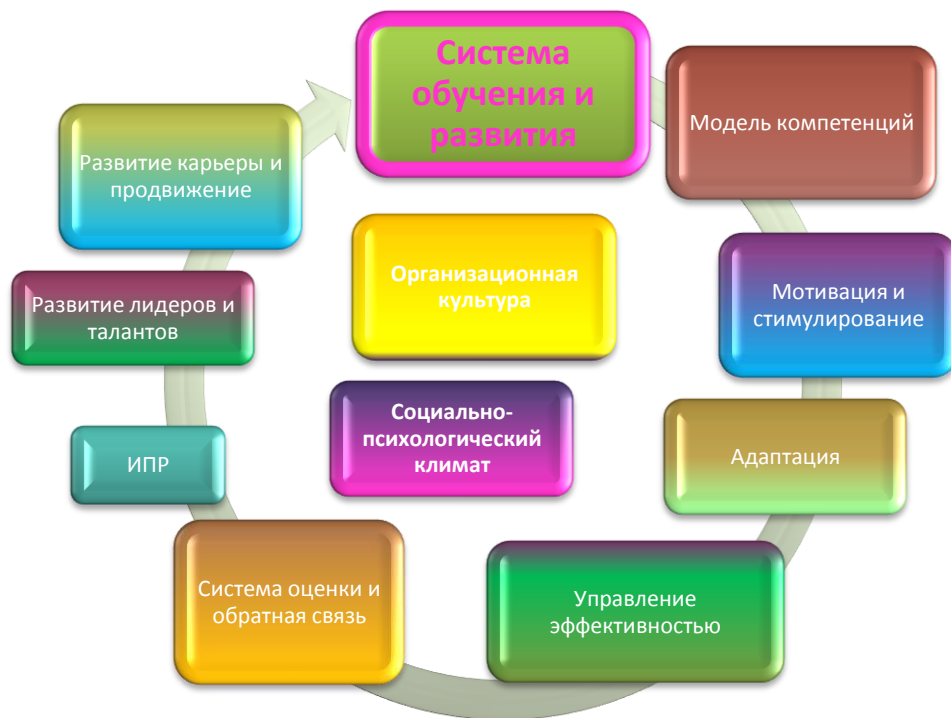 Система
обучения и
развития
Модель компетенций
Развитие карьеры и
продвижение
Организационная
культура
Мотивация и
стимулирование
Развитие лидеров и
талантов
Социально-
психологический
климат
Адаптация
ИПР
Система оценки и
обратная связь
Управление
эффективностью